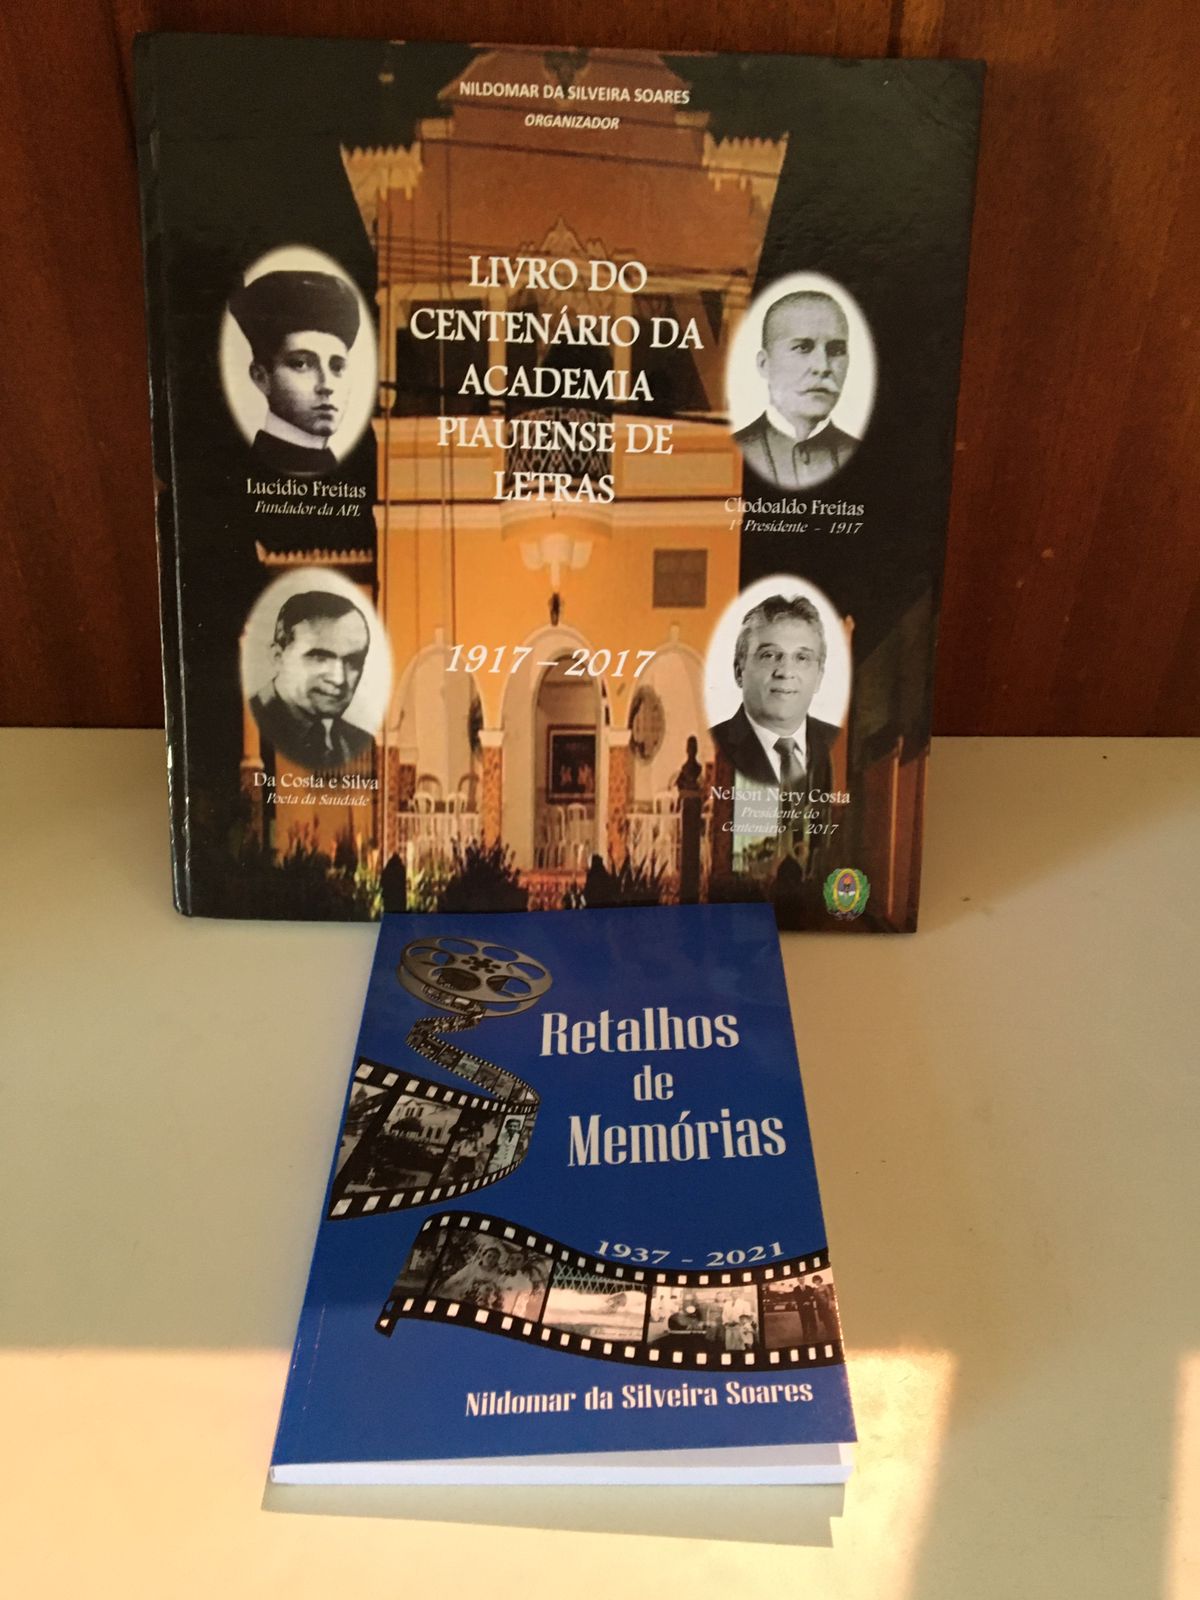 NILDOMAR DA SILVEIRA SOARES
ORGANIZADOR
LIVRO DO
CENTENÁRIO DA
ACADEMIA
PIAUIENSE DE
LETRAS
Lucídio Freitas
Fundador da APL
Clodoaldo Freitas
1º Presidente - 1917
1917 – 2017
Da Costa e Silva
Poeta da Saudade
Nelson Nery Costa
Presidente do
Centenário - 2017
Retalhos
de
Memórias
1937 - 2021
Nildomar da Silveira Soares